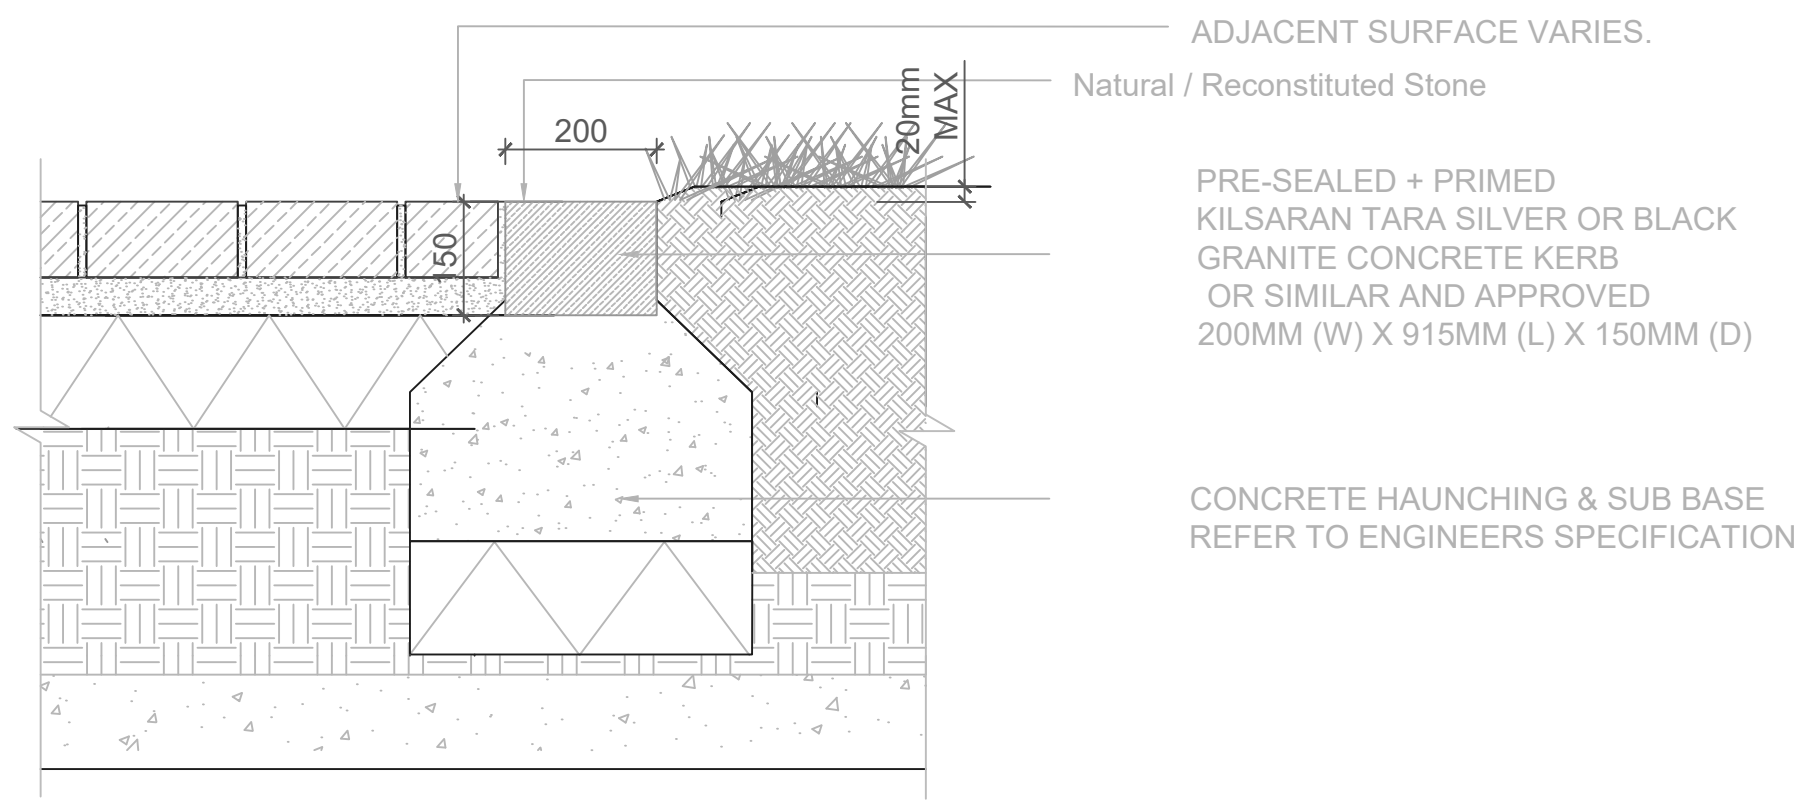 ADJACENT SURFACE VARIES.
Natural / Reconstituted Stone
20mm
MAX
200
150
PRE-SEALED + PRIMED
KILSARAN TARA SILVER OR BLACK
GRANITE CONCRETE KERB
OR SIMILAR AND APPROVED
200MM (W) X 915MM (L) X 150MM (D)
CONCRETE HAUNCHING & SUB BASE
REFER TO ENGINEERS SPECIFICATION